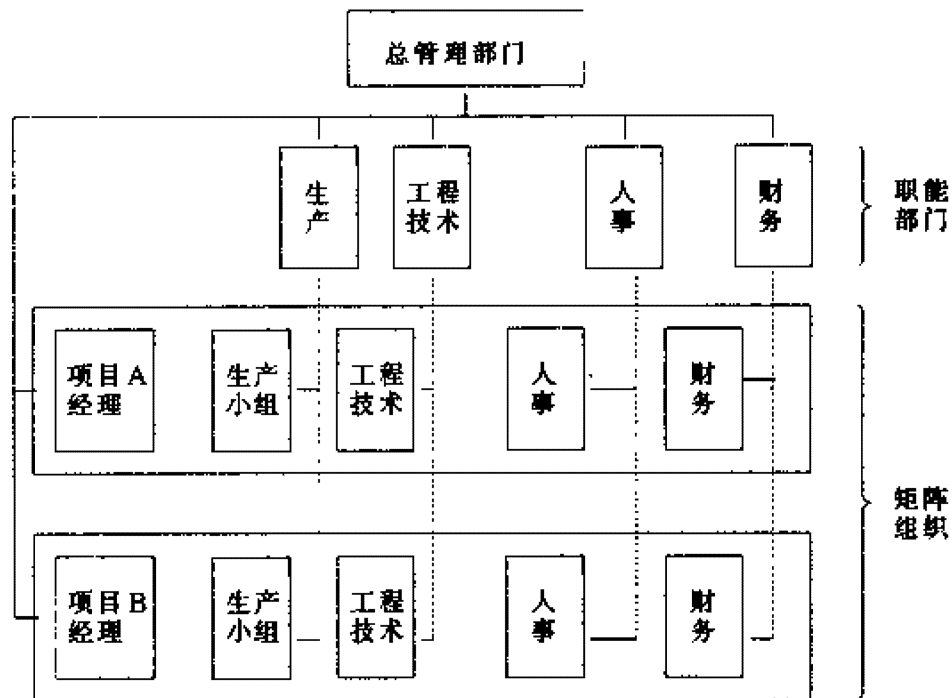 总管理部门
生产
工程
技术
人事
财务
职能
部门
项目A
经理
生产
小组
工程
技术
人事
财务
矩阵
组织
项目B
经理
生产
小组
工程
技术
人事
财务